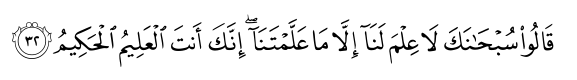 قَالُوا۟ سُبْحَـٰنَكَ لَا عِلْمَ لَنَآ إِلَّا مَا عَلَّمْتَنَآ ۖ إِنَّكَ أَنتَ ٱلْعَلِيمُ ٱلْحَكِيمُ ٣٢